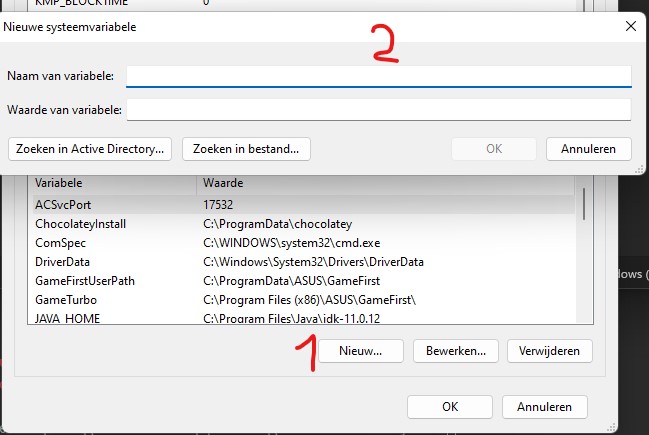 KMP_BLOCKTIME 0
Nieuwe systeemvariabele
2
Naam van variabele:
Waarde van variabele:
Zoeken in Active Directory... Zoeken in bestand... OK Annuleren
Variabele Waarde
ACSvcPort 17532
ChocolateyInstall C:\ProgramData\chocolatey
ComSpec C:\WINDOWS\system32\cmd.exe
DriverData C:\Windows\System32\Drivers\DriverData
GameFirstUserPath C:\ProgramData\ASUS\GameFirst
dows (
GameTurbo C:\Program Files (x86)\ASUS\GameFirst\
JAVA_HOME C:\Program Files\Java\jdk-11.0.12
1 Nieuw... Bewerken... Verwijderen
OK Annuleren